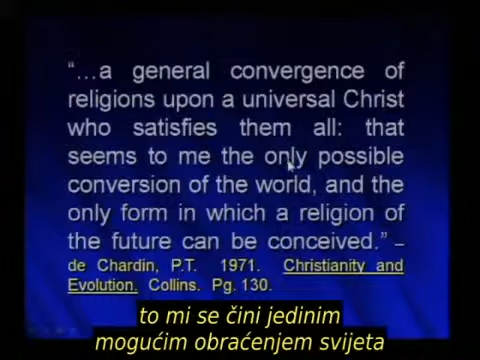 “...a general convergence of
religions upon a universal Christ
who satisfies them all: that
seems to me the only possible
conversion of the world, and the
only form in which a religion of
the future can be conceived.” –
de Chardin, P.T. 1971. Christianity and
Evolution. Collins. Pg. 130.
to mi se čini jedinim
mogućim obraćenjem svijeta